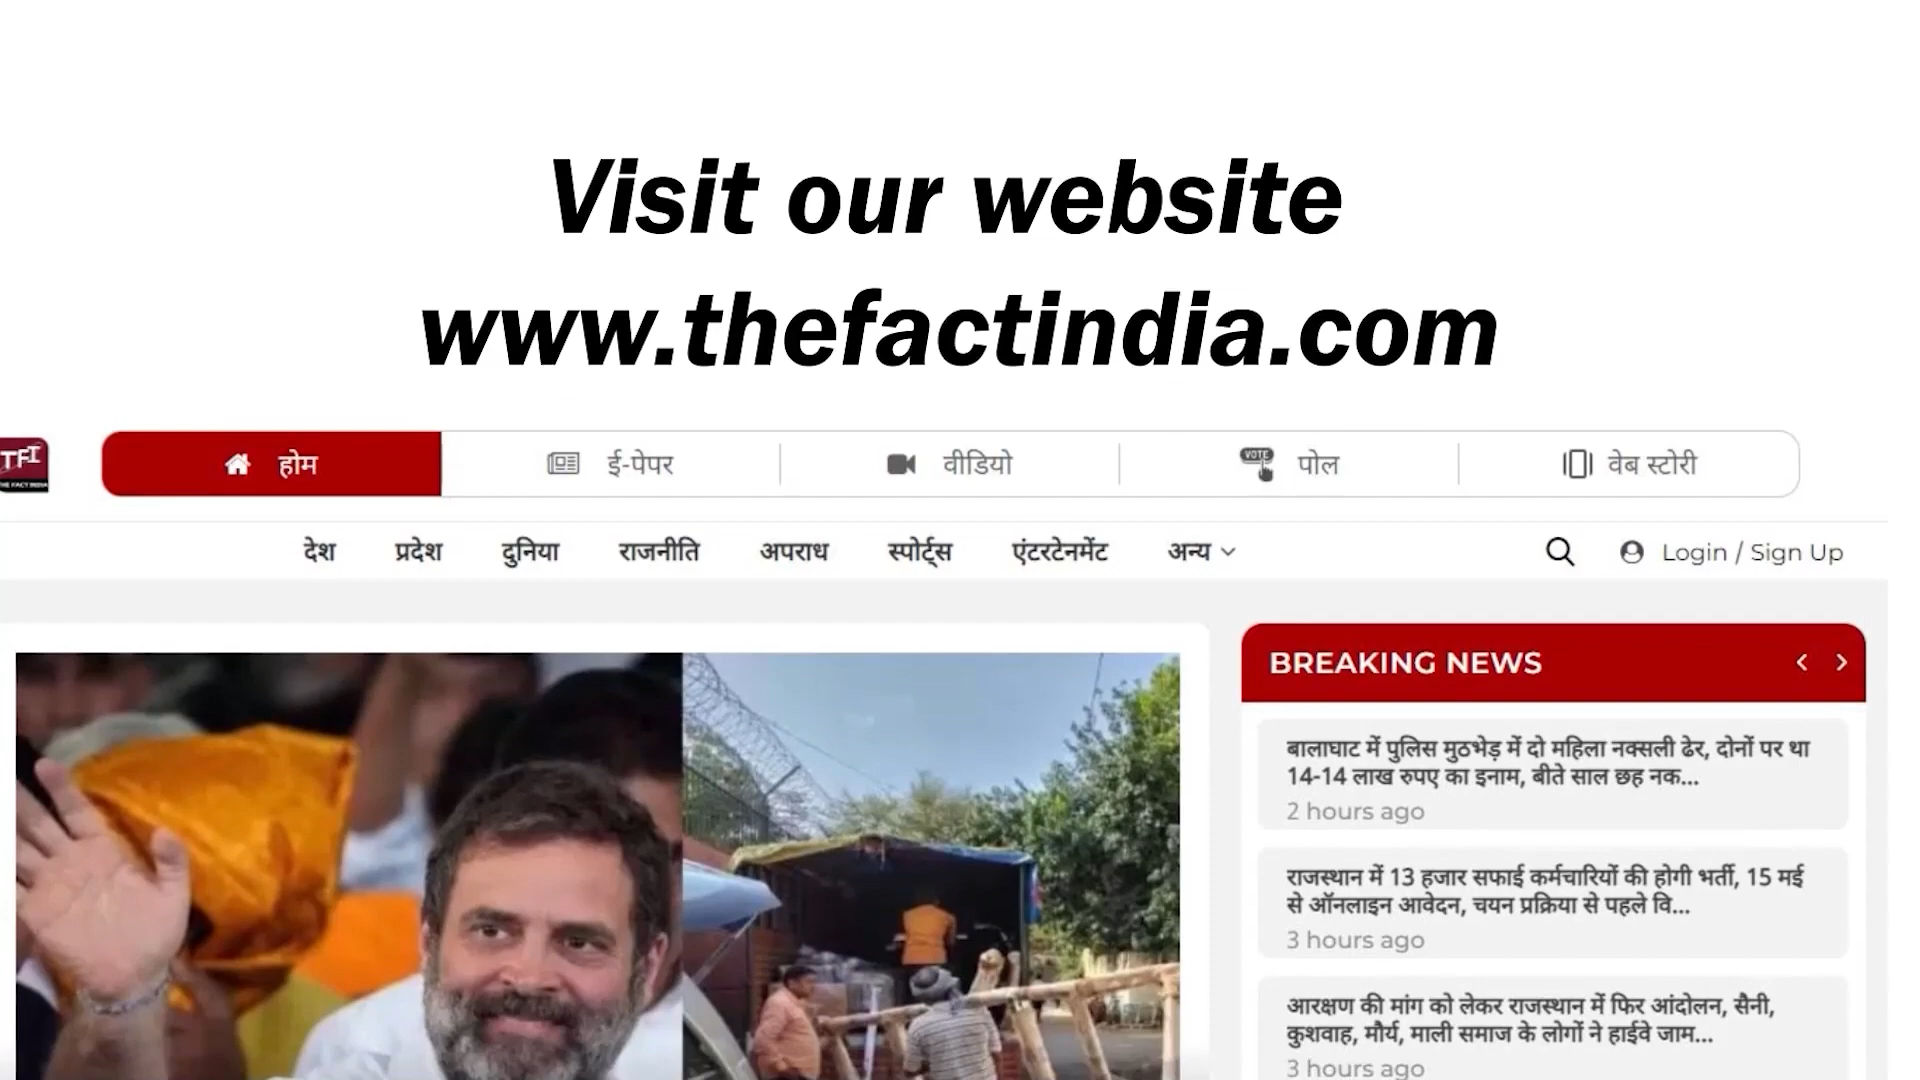 Visit our website
www.thefactindia.com
TFI
THE FACT INDIA
होम
ई-पेपर
वीडियो
VOTE
पोल
वेब स्टोरी
देश
प्रदेश
दुनिया
राजनीति
अपराध
स्पोर्ट्स
एंटरटेनमेंट
अन्य
Login / Sign Up
BREAKING NEWS
बालाघाट में पुलिस मुठभेड़ में दो महिला नक्सली ढेर, दोनों पर था
14-14 लाख रुपए का इनाम, बीते साल छह नक...
2 hours ago
राजस्थान में 13 हजार सफाई कर्मचारियों की होगी भर्ती, 15 मई
से ऑनलाइन आवेदन, चयन प्रक्रिया से पहले वि...
3 hours ago
आरक्षण की मांग को लेकर राजस्थान में फिर आंदोलन, सैनी,
कुशवाह, मौर्य, माली समाज के लोगों ने हाईवे जाम...
3 hours ago